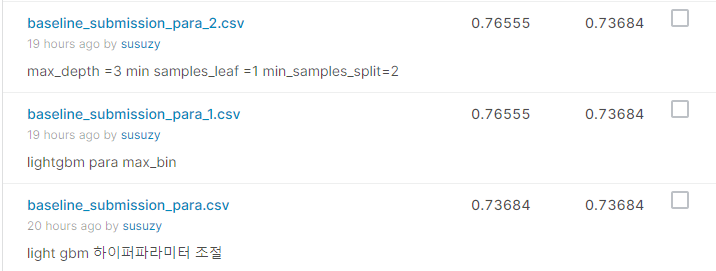 baseline_submission_para_2.csv 0.76555 0.73684
19 hours ago by susuzy
max_depth =3 min samples_leaf =1 min_samples_split=2
baseline_submission_para_1.csv 0.76555 0.73684
19 hours ago by susuzy
lightgbm para max_bin
baseline_submission_para.csv 0.73684 0.73684
20 hours ago by susuzy
light gbm 하이퍼파라미터 조절